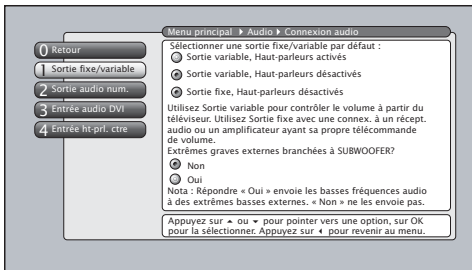 Menu principal ▸ Audio ▸ Connexion audio
0 Retour
1 Sortie fixe/variable
2 Sortie audio num.
3 Entrée audio DVI
4 Entrée ht-prl. ctre
Sélectionner une sortie fixe/variable par défaut :
Sortie variable, Haut-parleurs activés
Sortie variable, Haut-parleurs désactivés
Sortie fixe, Haut-parleurs désactivés
Utilisez Sortie variable pour contrôler le volume à partir du
téléviseur. Utilisez Sortie fixe avec une connex. à un récept.
audio ou un amplificateur ayant sa propre télécommande
de volume.
Extrêmes graves externes branchées à SUBWOOFER?
Non
Oui
Nota : Répondre « Oui » envoie les basses fréquences audio
à des extrêmes basses externes. « Non » ne les envoie pas.
Appuyez sur ▴ ou ▾ pour pointer vers une option, sur OK
pour la sélectionner. Appuyez sur ◂ pour revenir au menu.